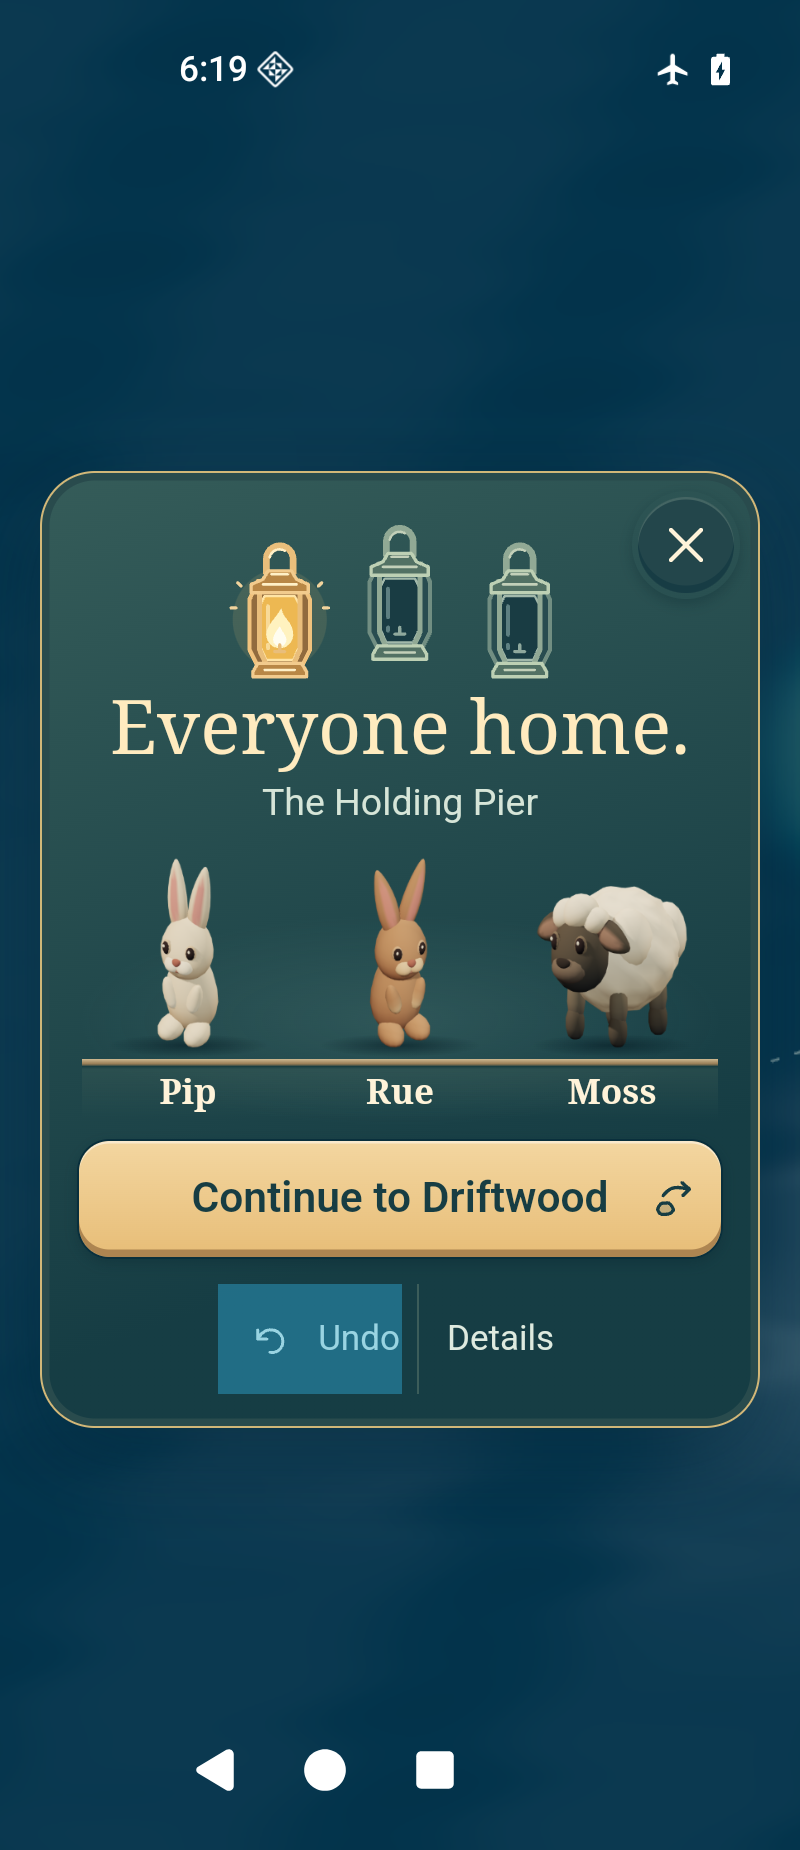 6:19
Everyone home.
The Holding Pier
Pip Rue Moss
Continue to Driftwood
Undo Details